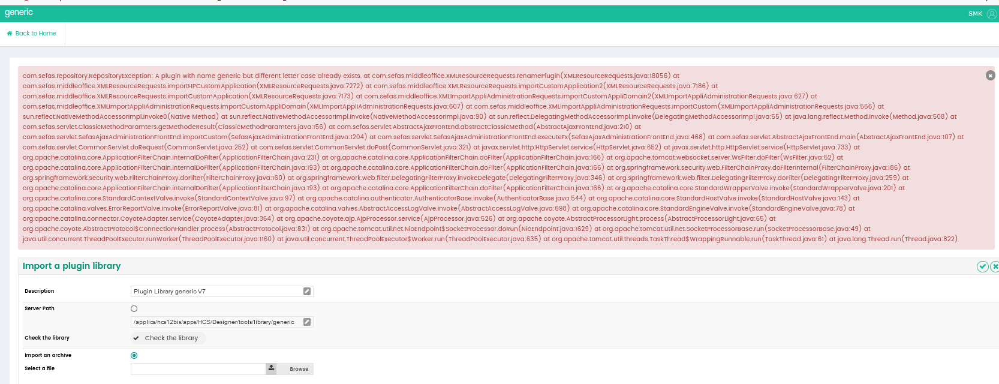 generic
SMK
Back to Home
com.sefas.repository.RepositoryException: A plugin with name generic but different letter case already exists. at com.sefas.middleoffice.XMLResourceRequests.renamePlugin(XMLResourceRequests.java:18056) at
com.sefas.middleoffice.XMLResourceRequests.importHPCustomApplication(XMLResourceRequests.java:7272) at com.sefas.middleoffice.XMLResourceRequests.importCustomApplication2(XMLResourceRequests.java:7186) at
com.sefas.middleoffice.XMLResourceRequests.importCustomApplication(XMLResourceRequests.java:7173) at com.sefas.middleoffice.XMLImportAppliAdministrationRequests.importCustomAppliDomain2(XMLImportAppliAdministrationRequests.java:627) at
com.sefas.middleoffice.XMLImportAppliAdministrationRequests.importCustomAppliDomain(XMLImportAppliAdministrationRequests.java:607) at com.sefas.middleoffice.XMLImportAppliAdministrationRequests.importCustom(XMLImportAppliAdministrationRequests.java:566) at
sun.reflect.NativeMethodAccessorImpl.invoke0(Native Method) at sun.reflect.NativeMethodAccessorImpl.invoke(NativeMethodAccessorImpl.java:90) at sun.reflect.DelegatingMethodAccessorImpl.invoke(DelegatingMethodAccessorImpl.java:55) at java.lang.reflect.Method.invoke(Method.java:508) at
com.sefas.servlet.ClassicMethodParamters.getMethodeResult(ClassicMethodParamters.java:156) at com.sefas.servlet.AbstractAjaxFrontEnd.abstractClassicMethod(AbstractAjaxFrontEnd.java:210) at
com.sefas.servlet.SefasAjaxAdministrationFrontEnd.importCustom(SefasAjaxAdministrationFrontEnd.java:1204) at com.sefas.servlet.SefasAjaxAdministrationFrontEnd.executeFx(SefasAjaxAdministrationFrontEnd.java:468) at com.sefas.servlet.AbstractAjaxFrontEnd.main(AbstractAjaxFrontEnd.java:107) at
com.sefas.servlet.CommonServlet.doRequest(CommonServlet.java:252) at com.sefas.servlet.CommonServlet.doPost(CommonServlet.java:321) at javax.servlet.http.HttpServlet.service(HttpServlet.java:652) at javax.servlet.http.HttpServlet.service(HttpServlet.java:733) at
org.apache.catalina.core.ApplicationFilterChain.internalDoFilter(ApplicationFilterChain.java:231) at org.apache.catalina.core.ApplicationFilterChain.doFilter(ApplicationFilterChain.java:166) at org.apache.tomcat.websocket.server.WsFilter.doFilter(WsFilter.java:52) at
org.apache.catalina.core.ApplicationFilterChain.internalDoFilter(ApplicationFilterChain.java:193) at org.apache.catalina.core.ApplicationFilterChain.doFilter(ApplicationFilterChain.java:166) at org.springframework.security.web.FilterChainProxy.doFilterInternal(FilterChainProxy.java:186) at
org.springframework.security.web.FilterChainProxy.doFilter(FilterChainProxy.java:160) at org.springframework.web.filter.DelegatingFilterProxy.invokeDelegate(DelegatingFilterProxy.java:346) at org.springframework.web.filter.DelegatingFilterProxy.doFilter(DelegatingFilterProxy.java:259) at
org.apache.catalina.core.ApplicationFilterChain.internalDoFilter(ApplicationFilterChain.java:193) at org.apache.catalina.core.ApplicationFilterChain.doFilter(ApplicationFilterChain.java:166) at org.apache.catalina.core.StandardWrapperValve.invoke(StandardWrapperValve.java:201) at
org.apache.catalina.core.StandardContextValve.invoke(StandardContextValve.java:97) at org.apache.catalina.authenticator.AuthenticatorBase.invoke(AuthenticatorBase.java:544) at org.apache.catalina.core.StandardHostValve.invoke(StandardHostValve.java:143) at
org.apache.catalina.valves.ErrorReportValve.invoke(ErrorReportValve.java:81) at org.apache.catalina.valves.AbstractAccessLogValve.invoke(AbstractAccessLogValve.java:698) at org.apache.catalina.core.StandardEngineValve.invoke(StandardEngineValve.java:78) at
org.apache.catalina.connector.CoyoteAdapter.service(CoyoteAdapter.java:364) at org.apache.coyote.ajp.AjpProcessor.service(AjpProcessor.java:526) at org.apache.coyote.AbstractProcessorLight.process(AbstractProcessorLight.java:65) at
org.apache.coyote.AbstractProtocol$ConnectionHandler.process(AbstractProtocol.java:831) at org.apache.tomcat.util.net.NioEndpoint$SocketProcessor.doRun(NioEndpoint.java:1629) at org.apache.tomcat.util.net.SocketProcessorBase.run(SocketProcessorBase.java:49) at
java.util.concurrent.ThreadPoolExecutor.runWorker(ThreadPoolExecutor.java:1160) at java.util.concurrent.ThreadPoolExecutor$Worker.run(ThreadPoolExecutor.java:635) at org.apache.tomcat.util.threads.TaskThread$WrappingRunnable.run(TaskThread.java:61) at java.lang.Thread.run(Thread.java:822)
Import a plugin library
Description
Plugin Library generic V7
Server Path
/applics/hcs12bis/apps/HCS/Designer/tools/library/generic
Check the library
Check the library
Import an archive
Select a file
Browse